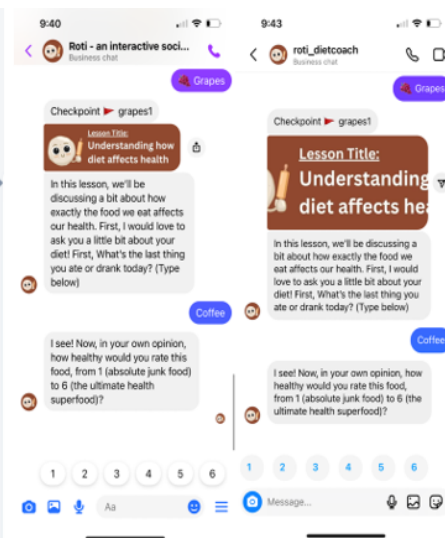 9:40
Roti - an interactive soci...
Business chat
🍇 Grapes
Checkpoint 🚩 grapes1
Lesson Title:
Understanding how
diet affects health
In this lesson, we'll be
discussing a bit about how
exactly the food we eat affects
our health. First, I would love to
ask you a little bit about your
diet! First, What's the last thing
you ate or drank today? (Type
below)
Coffee
I see! Now, in your own opinion,
how healthy would you rate this
food, from 1 (absolute junk food)
to 6 (the ultimate health
superfood)?
1 2 3 4 5 6
Aa
9:43
roti_dietcoach
Business chat
🍇 Grapes
Checkpoint 🚩 grapes1
Lesson Title:
Understanding
diet affects hea
In this lesson, we'll be discussing a
bit about how exactly the food we
eat affects our health. First, I would
love to ask you a little bit about your
diet! First, What's the last thing you
ate or drank today? (Type below)
Coffee
I see! Now, in your own opinion, how
healthy would you rate this food,
from 1 (absolute junk food) to 6 (the
ultimate health superfood)?
1 2 3 4 5 6
Message...